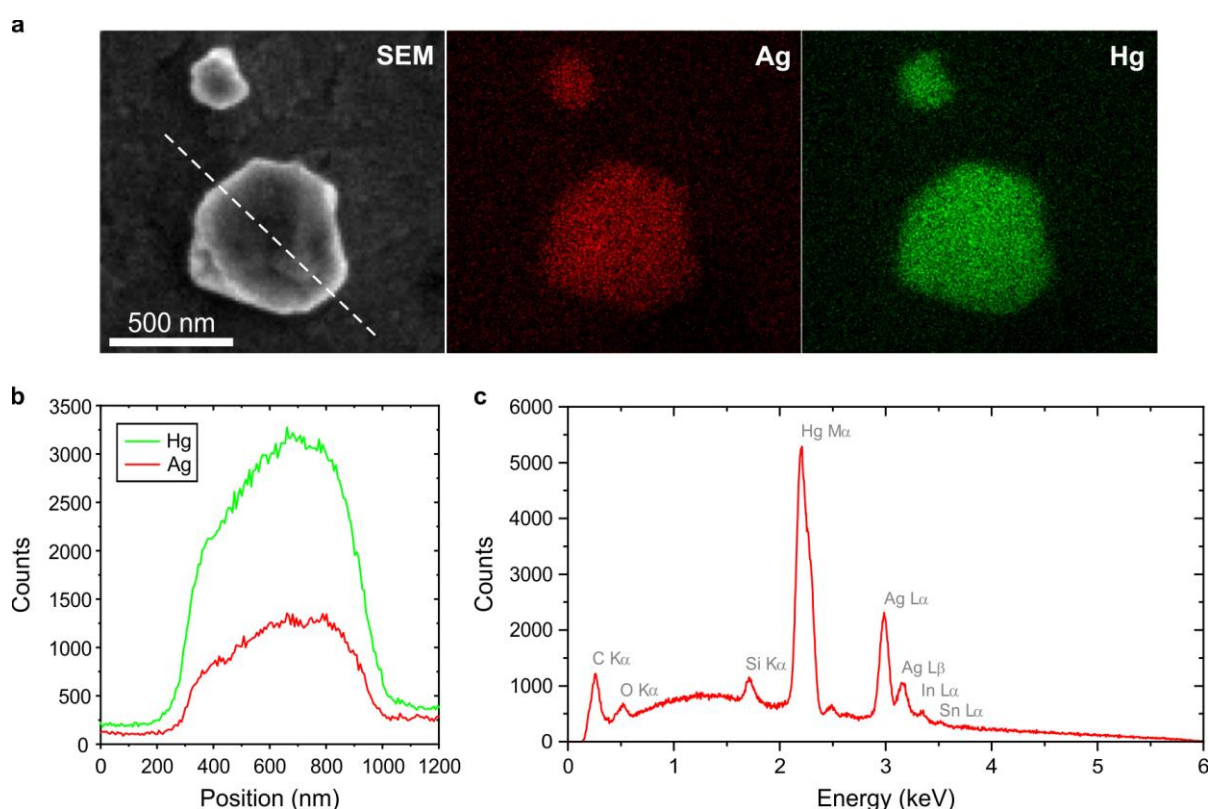 a
SEM
Ag
Hg
500 nm
b
3500
3000
2500
2000
1500
1000
500
0
Counts
Hg
Ag
0 200 400 600 800 1000 1200
Position (nm)
c
6000
5000
4000
3000
2000
1000
0
Counts
Hg Mα
Ag Lα
C Kα
O Kα
Si Kα
Ag Lβ
In Lα
Sn Lα
0 1 2 3 4 5 6
Energy (keV)